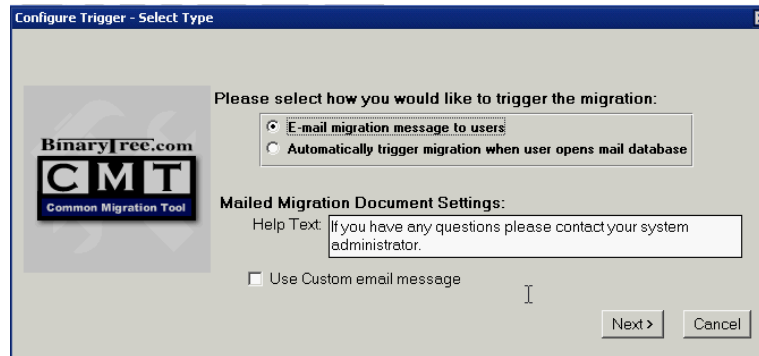 Configure Trigger - Select Type
Please select how you would like to trigger the migration:
E-mail migration message to users
Automatically trigger migration when user opens mail database
BinaryTree.com
CMT
Common Migration Tool
Mailed Migration Document Settings:
Help Text:
If you have any questions please contact your system
administrator.
Use Custom email message
Next >
Cancel